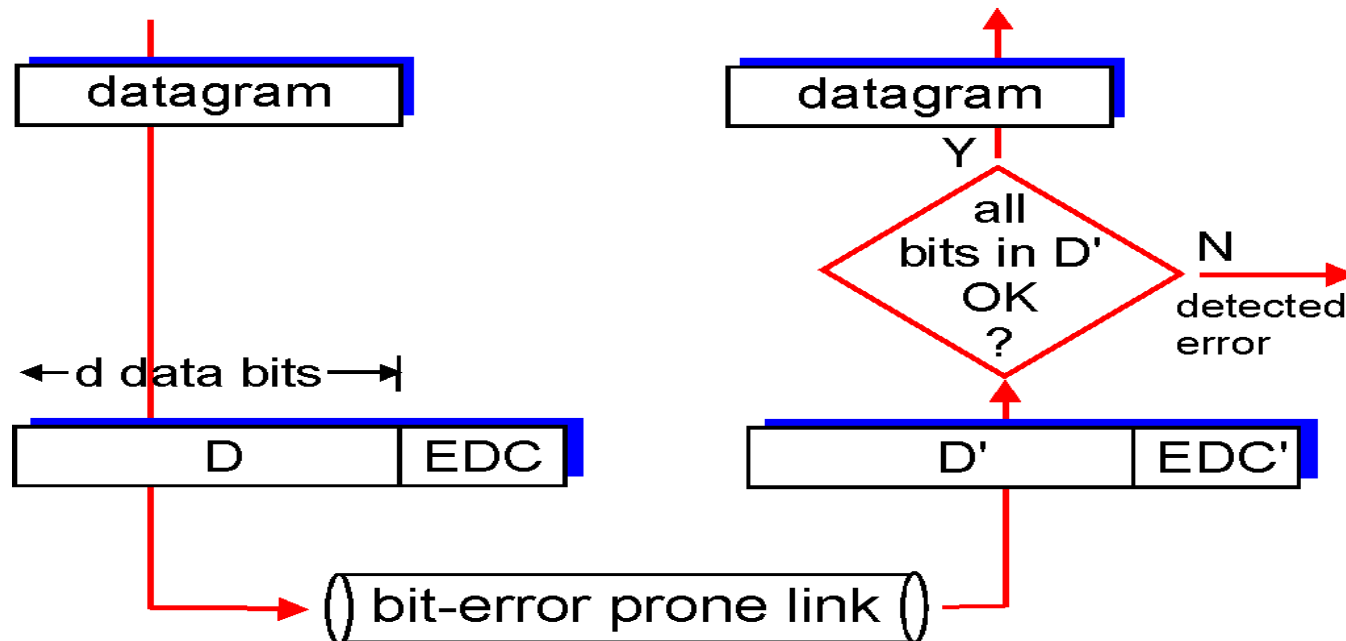 datagram
d data bits
D
EDC
bit-error prone link
datagram
Y
all
bits in D'
OK
?
N
detected
error
D'
EDC'